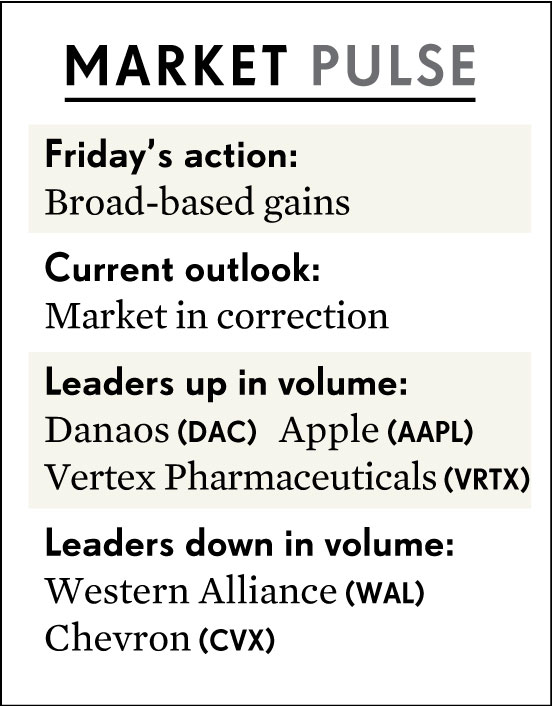 MARKET PULSE
Friday’s action:
Broad-based gains
Current outlook:
Market in correction
Leaders up in volume:
Danaos (DAC) Apple (AAPL)
Vertex Pharmaceuticals (VRTX)
Leaders down in volume:
Western Alliance (WAL)
Chevron (CVX)